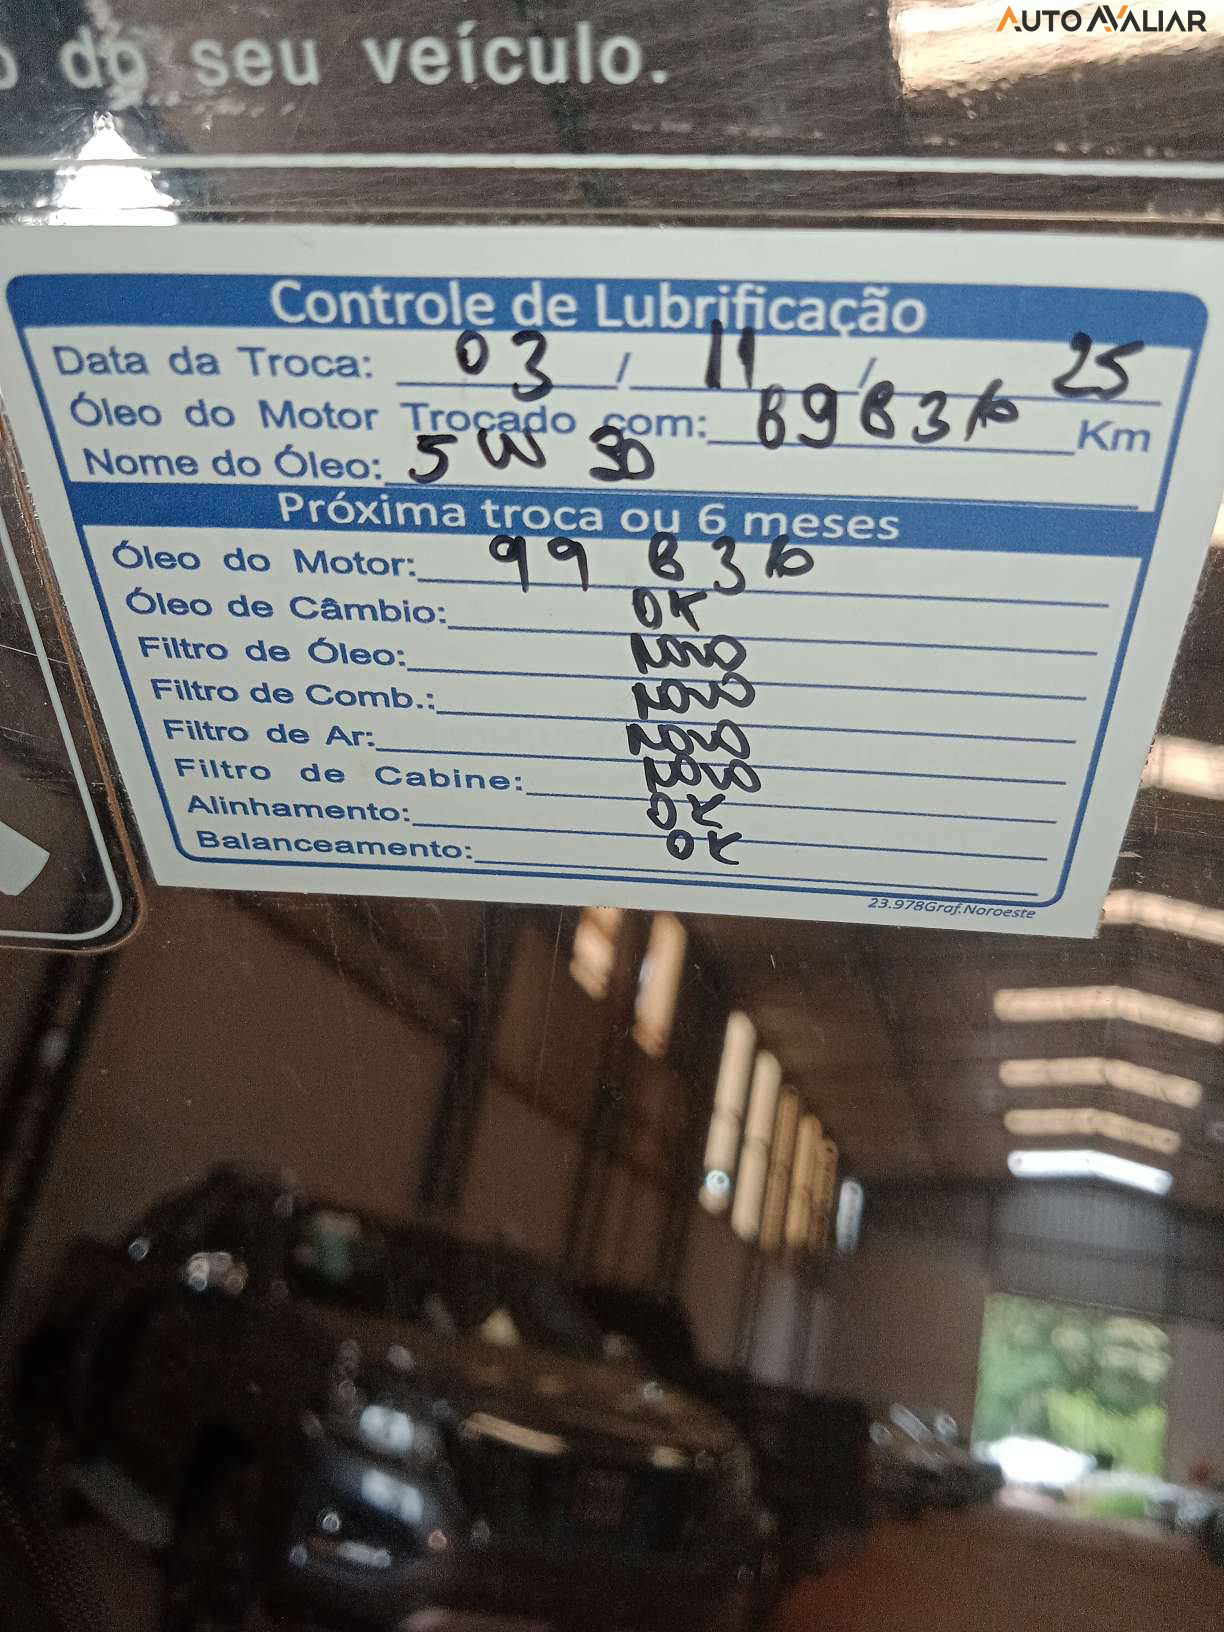 AUTO AVALIAR
do seu veículo.
Controle de Lubrificação
Data da Troca: 03 / 11 / 25
Óleo do Motor Trocado com: 89836 Km
Nome do Óleo: 5W30
Próxima troca ou 6 meses
Óleo do Motor: 99836
Óleo de Câmbio: OK
Filtro de Óleo: NOVO
Filtro de Comb.: NOVO
Filtro de Ar: NOVO
Filtro de Cabine: NOVO
Alinhamento: OK
Balanceamento: OK
23.978Graf.Noroeste